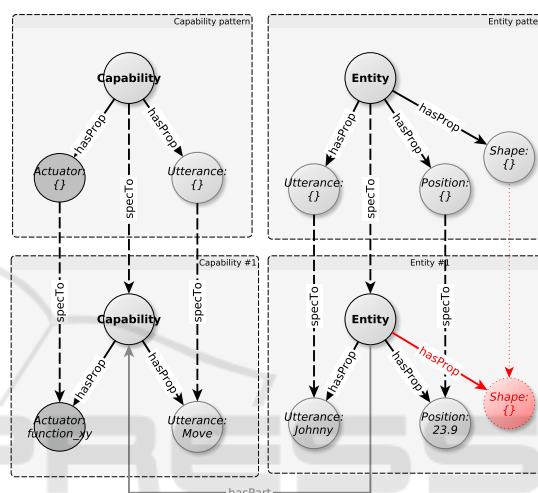 Capability pattern
Entity patte
Capability
Entity
hasProp
hasProp
hasProp
hasProp
hasProp
Actuator:
{}
specTo
Utterance:
{}
Utterance:
{}
specTo
Position:
{}
Shape:
{}
Capability #1
Entity #1
specTo
specTo
specTo
specTo
Capability
Entity
hasProp
hasProp
hasProp
hasProp
hasProp
Actuator:
function_xy
Utterance:
Move
Utterance:
Johnny
Position:
23.9
Shape:
{}
PRESS
hasPart